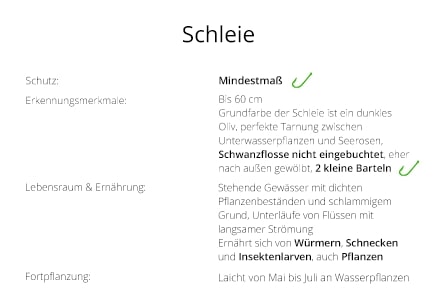 Schleie
Schutz: Mindestmaß
Erkennungsmerkmale: Bis 60 cm
Grundfarbe der Schleie ist ein dunkles
Oliv, perfekte Tarnung zwischen
Unterwasserpflanzen und Seerosen,
Schwanzflosse nicht eingebuchtet, eher
nach außen gewölbt, 2 kleine Barteln
Lebensraum & Ernährung: Stehende Gewässer mit dichten
Pflanzenbeständen und schlammigem
Grund, Unterläufe von Flüssen mit
langsamer Strömung
Ernährt sich von Würmern, Schnecken
und Insektenlarven, auch Pflanzen
Fortpflanzung: Laicht von Mai bis Juli an Wasserpflanzen